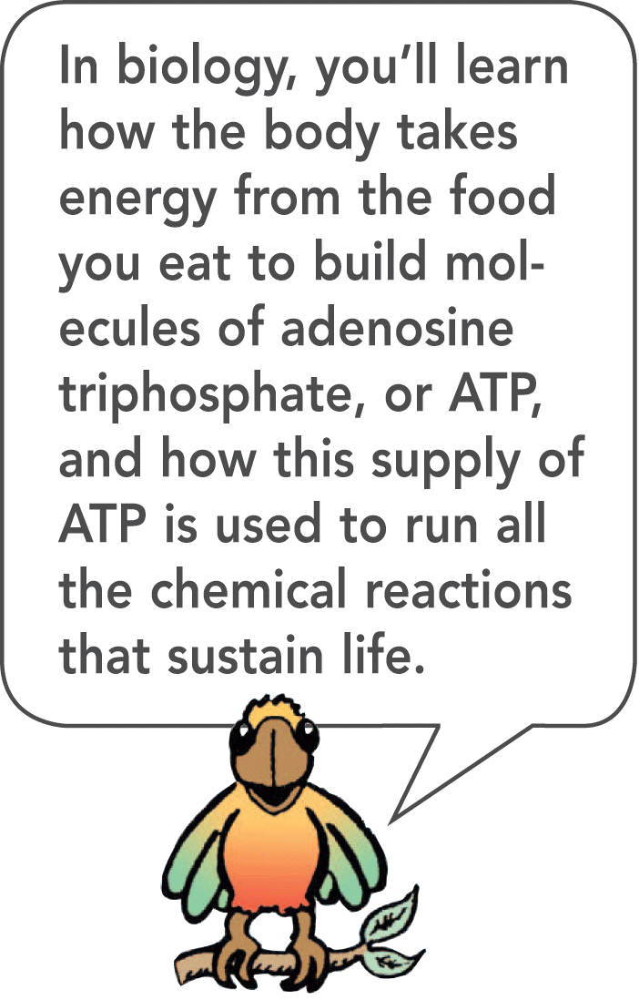 In biology, you’ll learn
how the body takes
energy from the food
you eat to build mol-
ecules of adenosine
triphosphate, or ATP,
and how this supply of
ATP is used to run all
the chemical reactions
that sustain life.